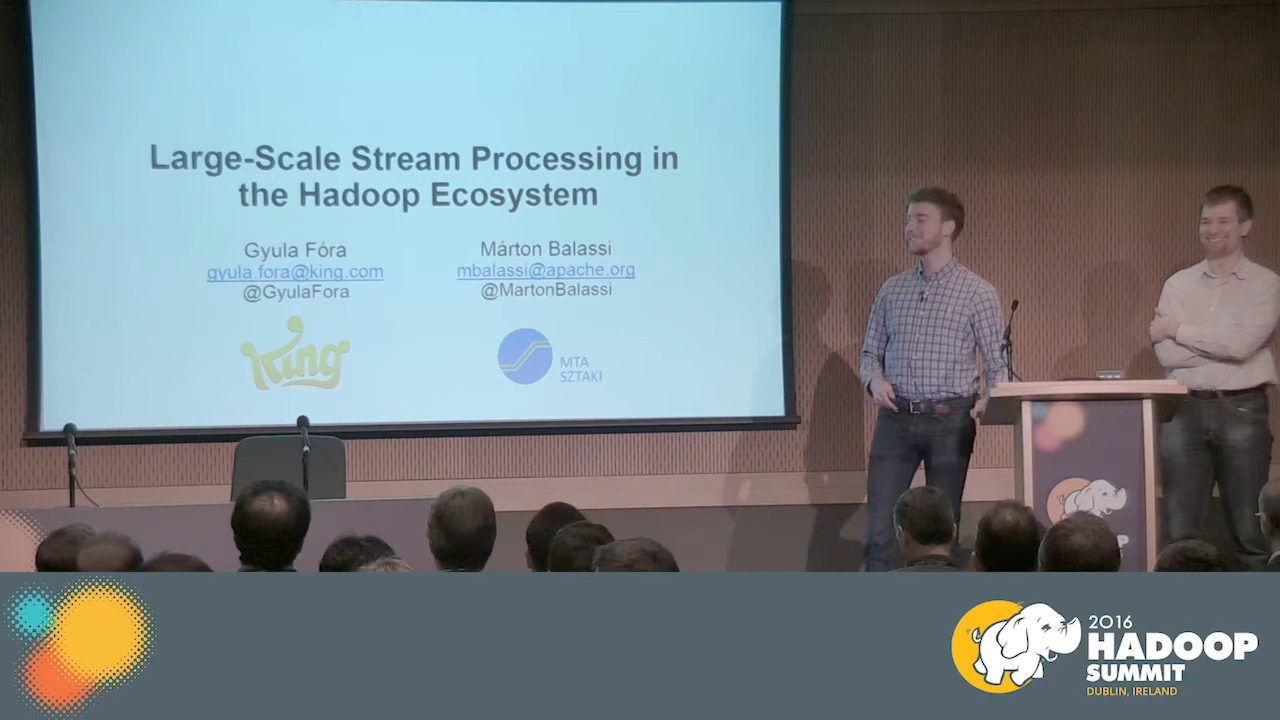 Large-Scale Stream Processing in
the Hadoop Ecosystem
Gyula Fóra
gyula.fora@king.com
@GyulaFora
Márton Balassi
mbalassi@apache.org
@MartonBalassi
King
MTA
SZTAKI
2016
HADOOP
SUMMIT
DUBLIN, IRELAND